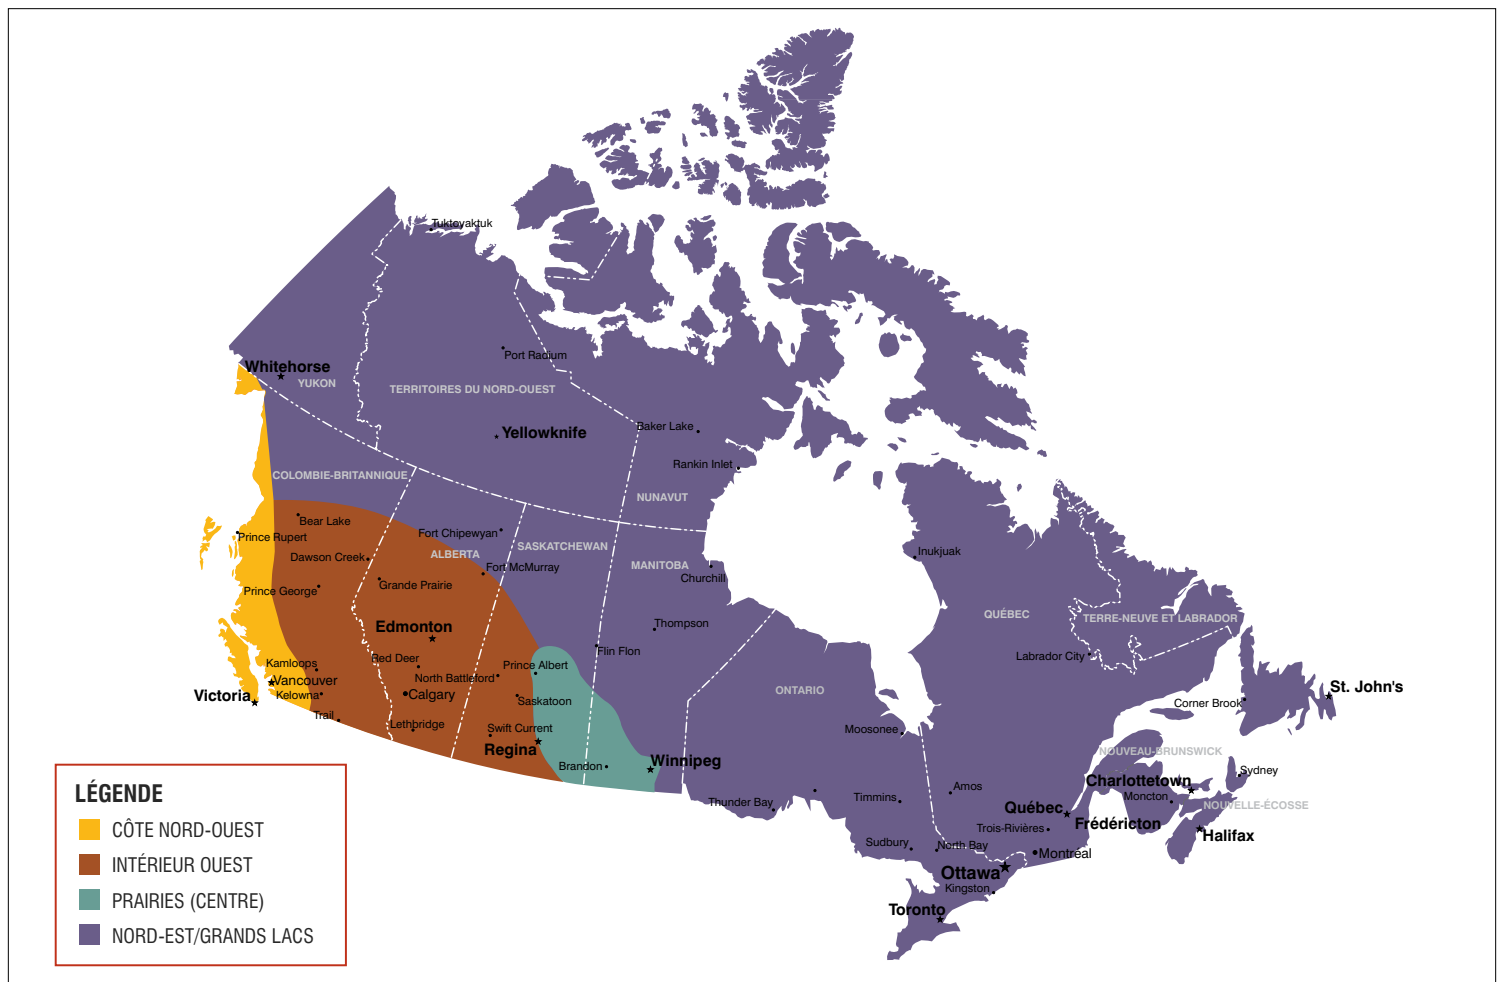 Tuktoyaktuk
Port Radium
Whitehorse
YUKON
TERRITOIRES DU NORD-OUEST
Yellowknife
Baker Lake
Rankin Inlet
COLOMBIE-BRITANNIQUE
NUNAVUT
Bear Lake
Prince Rupert
Fort Chipewyan
SASKATCHEWAN
ALBERTA
Dawson Creek
Fort McMurray
MANITOBA
Churchill
Inukjuak
Grande Prairie
Prince George
QUÉBEC
TERRE-NEUVE ET LABRADOR
Edmonton
Thompson
Flin Flon
Labrador City
Red Deer
Kamloops
Prince Albert
North Battleford
Vancouver
Victoria
Kelowna
Calgary
Saskatoon
ONTARIO
St. John's
Corner Brook
Trail
Lethbridge
Swift Current
Regina
Moosonee
NOUVEAU-BRUNSWICK
Brandon
Winnipeg
Sydney
Charlottetown
Amos
Timmins
Moncton
Thunder Bay
Québec
NOUVELLE-ÉCOSSE
Frédéricton
Trois-Rivières
Halifax
Sudbury
North Bay
Montréal
Ottawa
Kingston
Toronto
LÉGENDE
CÔTE NORD-OUEST
INTÉRIEUR OUEST
PRAIRIES (CENTRE)
NORD-EST/GRANDS LACS